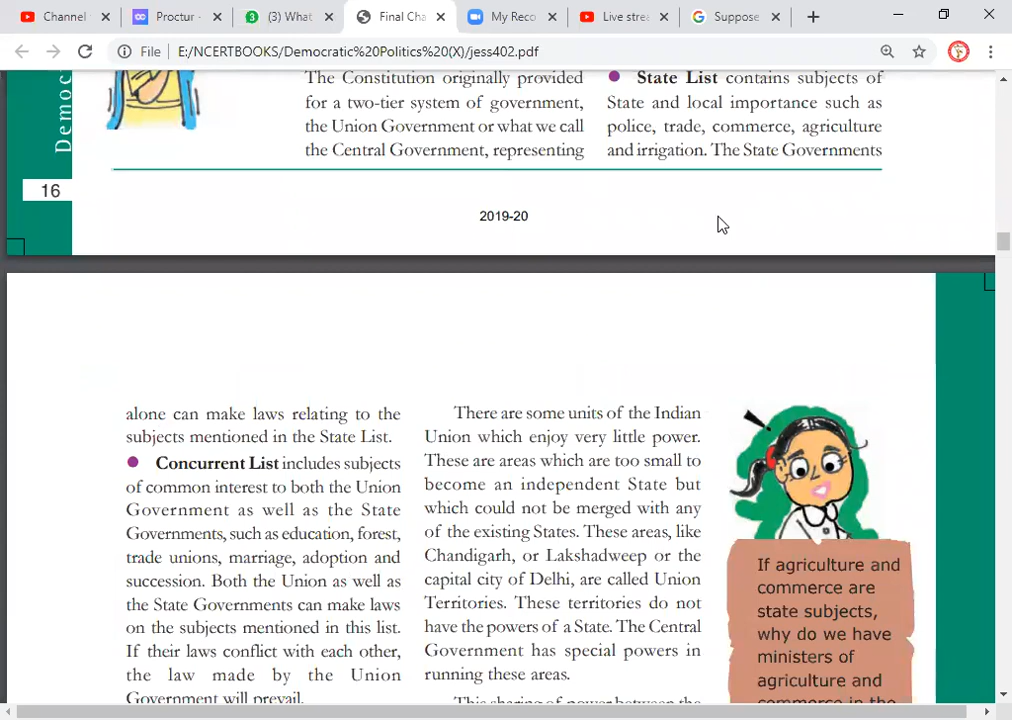 Channel
Proctur -
(3) What
Final Cha
My Reco
Live stre
Suppose
File
E:/NCERTBOOKS/Democratic%20Politics%20(X)/jess402.pdf
Democ
16
The Constitution originally provided
for a two-tier system of government,
the Union Government or what we call
the Central Government, representing
State List contains subjects of
State and local importance such as
police, trade, commerce, agriculture
and irrigation. The State Governments
2019-20
alone can make laws relating to the
subjects mentioned in the State List.
Concurrent List includes subjects
of common interest to both the Union
Government as well as the State
Governments, such as education, forest,
trade unions, marriage, adoption and
succession. Both the Union as well as
the State Governments can make laws
on the subjects mentioned in this list.
If their laws conflict with each other,
the law made by the Union
Government will prevail.
There are some units of the Indian
Union which enjoy very little power.
These are areas which are too small to
become an independent State but
which could not be merged with any
of the existing States. These areas, like
Chandigarh, or Lakshadweep or the
capital city of Delhi, are called Union
Territories. These territories do not
have the powers of a State. The Central
Government has special powers in
running these areas.
This sharing of power between the
If agriculture and
commerce are
state subjects,
why do we have
ministers of
agriculture and
commerce in the